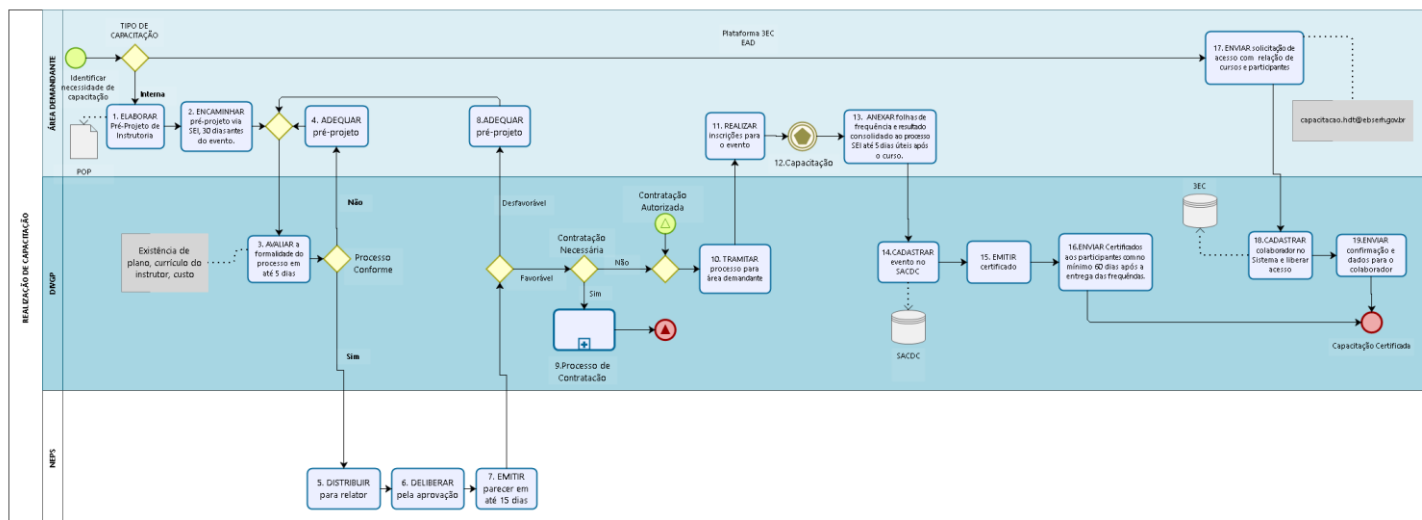 REALIZAÇÃO DE CAPACITAÇÃO
ÁREA DEMANDANTE
TIPO DE
CAPACITAÇÃO
Identificar
necessidade de
capacitação
Interna
Plataforma 3EC
EAD
1. ELABORAR
Pré-Projeto de
Instrutoria
POP
2. ENCAMINHAR
pré-projeto via
SEI, 30 dias antes
do evento.
4. ADEQUAR
pré-projeto
8.ADEQUAR
pré-projeto
11. REALIZAR
inscrições para
o evento
12.Capacitação
13. ANEXAR folhas de
frequência e resultado
consolidado ao processo
SEI até 5 dias úteis após
o curso.
17. ENVIAR solicitação de
acesso com relação de
cursos e participantes
capacitacao.hdt@ebserh.gov.br
DIVGP
Existência de
plano, currículo do
instrutor, custo
3. AVALIAR a
formalidade do
processo em
até 5 dias
Não
Processo
Conforme
Sim
Desfavorável
Favorável
Contratação
Necessária
Não
Sim
9.Processo de
Contratação
Contratação
Autorizada
10. TRAMITAR
processo para
área demandante
14.CADASTRAR
evento no
SACDC
SACDC
15. EMITIR
certificado
16.ENVIAR Certificados
aos participantes com no
mínimo 60 dias após a
entrega das frequências.
3EC
18.CADASTRAR
colaborador no
Sistema e liberar
acesso
19.ENVIAR
confirmação e
dados para o
colaborador
Capacitação Certificada
NEPS
5. DISTRIBUIR
para relator
6. DELIBERAR
pela aprovação
7. EMITIR
parecer em
até 15 dias